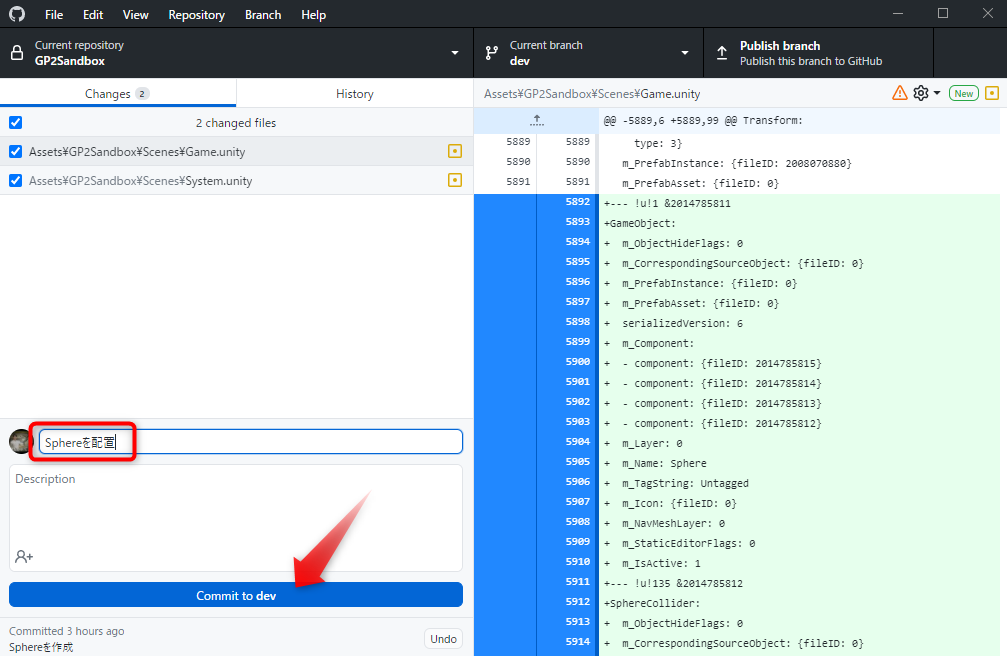 File Edit View Repository Branch Help
Current repository
GP2Sandbox
Current branch
dev
Publish branch
Publish this branch to GitHub
Changes 2
History
2 changed files
Assets¥GP2Sandbox¥Scenes¥Game.unity
Assets¥GP2Sandbox¥Scenes¥System.unity
Sphereを配置
Description
Commit to dev
Committed 3 hours ago
Sphereを作成
Undo
Assets¥GP2Sandbox¥Scenes¥Game.unity New
@@ -5889,6 +5889,99 @@ Transform:
5889 5889 type: 3}
5890 5890 m_PrefabInstance: {fileID: 2008070880}
5891 5891 m_PrefabAsset: {fileID: 0}
5892 +--- !u!1 &2014785811
5893 +GameObject:
5894 + m_ObjectHideFlags: 0
5895 + m_CorrespondingSourceObject: {fileID: 0}
5896 + m_PrefabInstance: {fileID: 0}
5897 + m_PrefabAsset: {fileID: 0}
5898 + serializedVersion: 6
5899 + m_Component:
5900 + - component: {fileID: 2014785815}
5901 + - component: {fileID: 2014785814}
5902 + - component: {fileID: 2014785813}
5903 + - component: {fileID: 2014785812}
5904 + m_Layer: 0
5905 + m_Name: Sphere
5906 + m_TagString: Untagged
5907 + m_Icon: {fileID: 0}
5908 + m_NavMeshLayer: 0
5909 + m_StaticEditorFlags: 0
5910 + m_IsActive: 1
5911 +--- !u!135 &2014785812
5912 +SphereCollider:
5913 + m_ObjectHideFlags: 0
5914 + m_CorrespondingSourceObject: {fileID: 0}